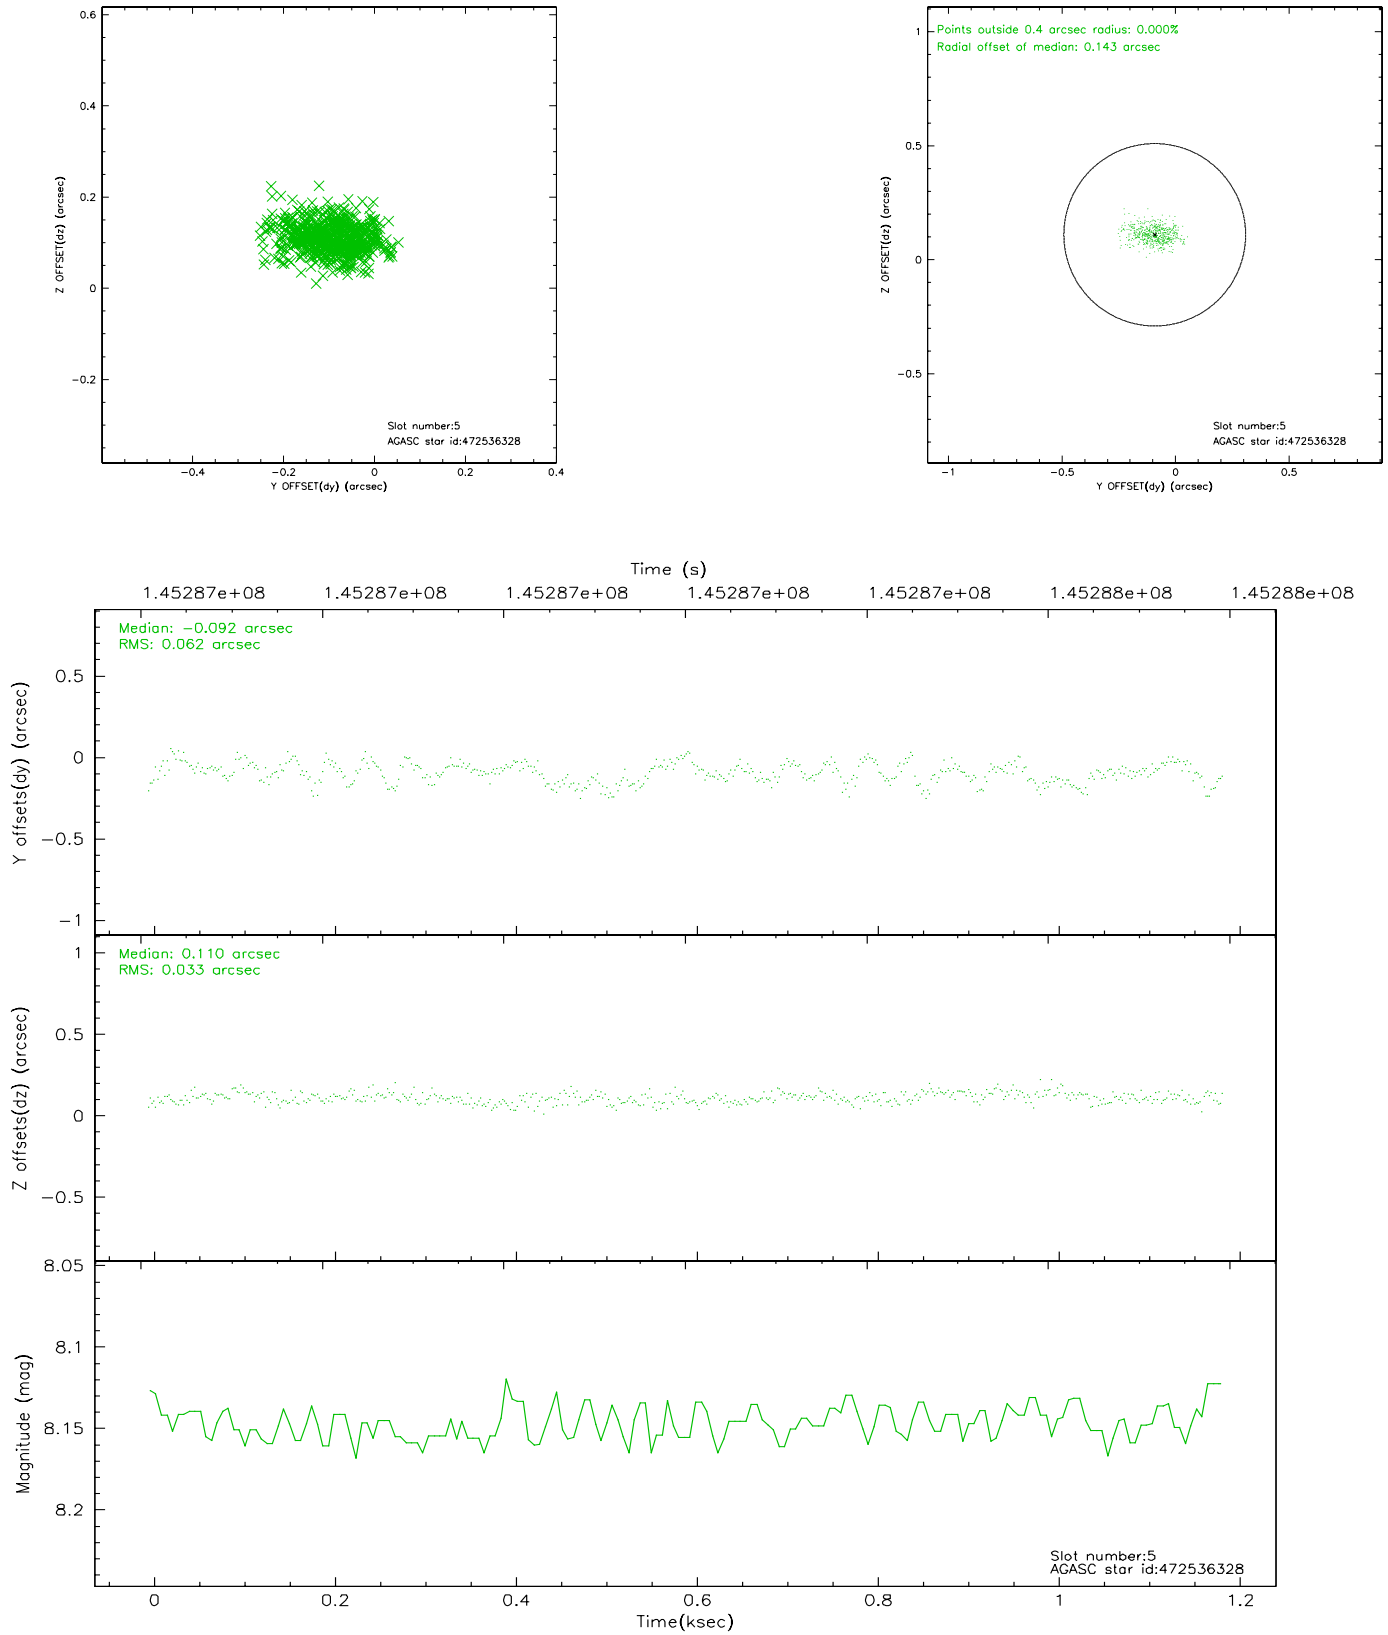 0.6
0.4
0.2
0
−0.2
Z OFFSET(dz) (arcsec)
Slot number:5
AGASC star id:472536328
−0.4 −0.2 0 0.2 0.4
Y OFFSET(dy) (arcsec)
Points outside 0.4 arcsec radius: 0.000%
Radial offset of median: 0.143 arcsec
1
0.5
0
−0.5
Z OFFSET(dz) (arcsec)
Slot number:5
AGASC star id:472536328
−1 −0.5 0 0.5
Y OFFSET(dy) (arcsec)
Time (s)
1.45287e+08 1.45287e+08 1.45287e+08 1.45287e+08 1.45287e+08 1.45288e+08 1.45288e+08
Median: −0.092 arcsec
RMS: 0.062 arcsec
0.5
0
−0.5
−1
Y offsets(dy) (arcsec)
Median: 0.110 arcsec
RMS: 0.033 arcsec
1
0.5
0
−0.5
Z offsets(dz) (arcsec)
8.05
8.1
8.15
8.2
Magnitude (mag)
Slot number:5
AGASC star id:472536328
0 0.2 0.4 0.6 0.8 1 1.2
Time(ksec)